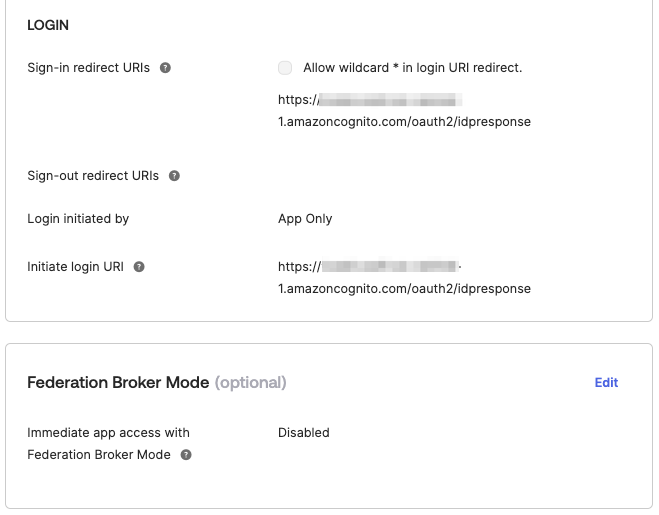 LOGIN
Sign-in redirect URIs
Allow wildcard * in login URI redirect.
https://
1.amazoncognito.com/oauth2/idpresponse
Sign-out redirect URIs
Login initiated by
App Only
Initiate login URI
https://
1.amazoncognito.com/oauth2/idpresponse
Federation Broker Mode (optional)
Edit
Immediate app access with
Federation Broker Mode
Disabled